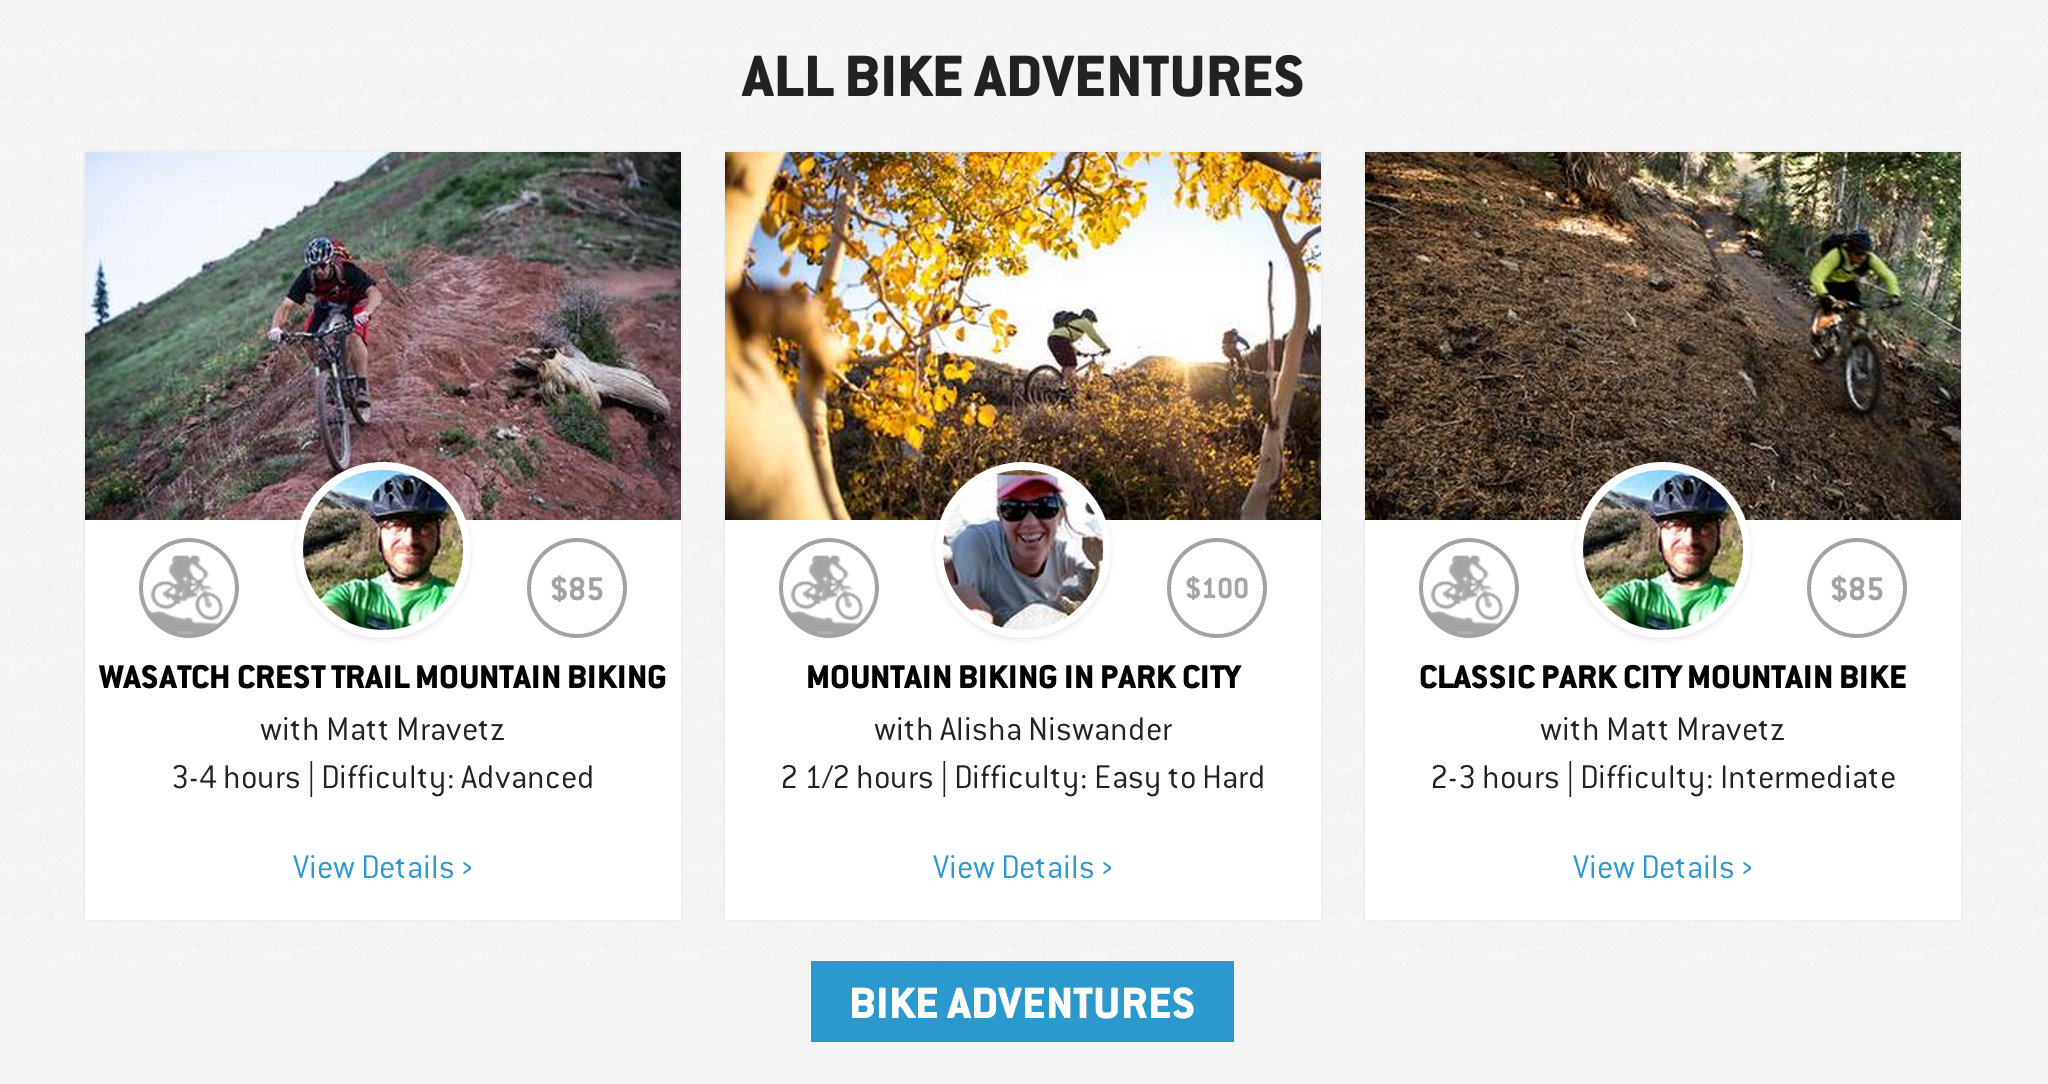 ALL BIKE ADVENTURES
$85
WASATCH CREST TRAIL MOUNTAIN BIKING
with Matt Mravetz
3-4 hours | Difficulty: Advanced
View Details >
$100
MOUNTAIN BIKING IN PARK CITY
with Alisha Niswander
2 1/2 hours | Difficulty: Easy to Hard
View Details >
$85
CLASSIC PARK CITY MOUNTAIN BIKE
with Matt Mravetz
2-3 hours | Difficulty: Intermediate
View Details >
BIKE ADVENTURES